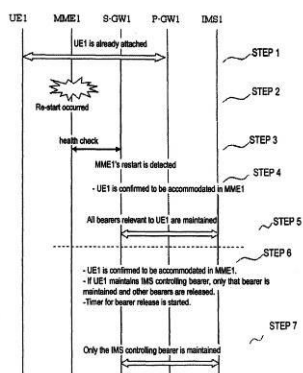 UE1 MME1 S-GW1 P-GW1 IMS1
UE1 is already attached
STEP 1
Re-start occurred
STEP 2
health check
STEP 3
MME1's restart is detected
STEP 4
- UE1 is confirmed to be accommodated in MME1
All bearers relevant to UE1 are maintained
STEP 5
STEP 6
- UE1 is confirmed to be accommodated in MME1.
- If UE1 maintains IMS controlling bearer, only that bearer is
maintained and other bearers are released.
-Timer for bearer release is started.
STEP 7
Only the IMS controlling bearer is maintained